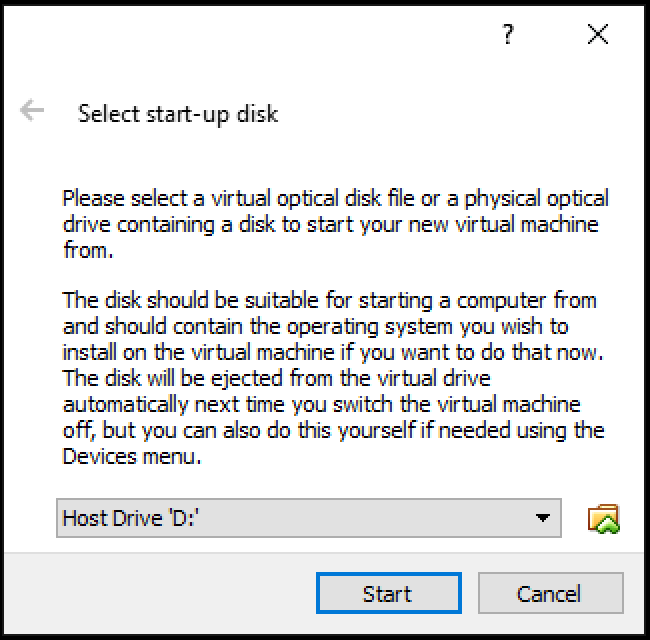 ?
Select start-up disk
Please select a virtual optical disk file or a physical optical
drive containing a disk to start your new virtual machine
from.
The disk should be suitable for starting a computer from
and should contain the operating system you wish to
install on the virtual machine if you want to do that now.
The disk will be ejected from the virtual drive
automatically next time you switch the virtual machine
off, but you can also do this yourself if needed using the
Devices menu.
Host Drive 'D:'
Start Cancel